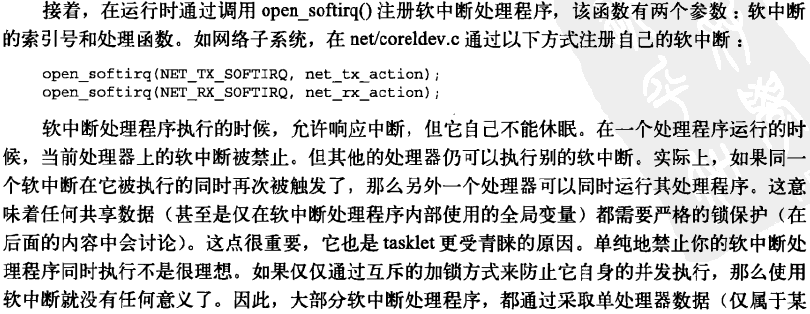 接着，在运行时通过调用 open_softirq() 注册软中断处理程序，该函数有两个参数：软中断
的索引号和处理函数。如网络子系统，在 net/coreldev.c 通过以下方式注册自己的软中断：
open_softirq(NET_TX_SOFTIRQ, net_tx_action);
open_softirq(NET_RX_SOFTIRQ, net_rx_action);
软中断处理程序执行的时候，允许响应中断，但它自己不能休眠。在一个处理程序运行的时
候，当前处理器上的软中断被禁止。但其他的处理器仍可以执行别的软中断。实际上，如果同一
个软中断在它被执行的同时再次被触发了，那么另外一个处理器可以同时运行其处理程序。这意
味着任何共享数据（甚至是仅在软中断处理程序内部使用的全局变量）都需要严格的锁保护（在
后面的内容中会讨论）。这点很重要，它也是 tasklet 更受青睐的原因。单纯地禁止你的软中断处
理程序同时执行不是很理想。如果仅仅通过互斥的加锁方式来防止它自身的并发执行，那么使用
软中断就没有任何意义了。因此，大部分软中断处理程序，都通过采取单处理器数据（仅属于某